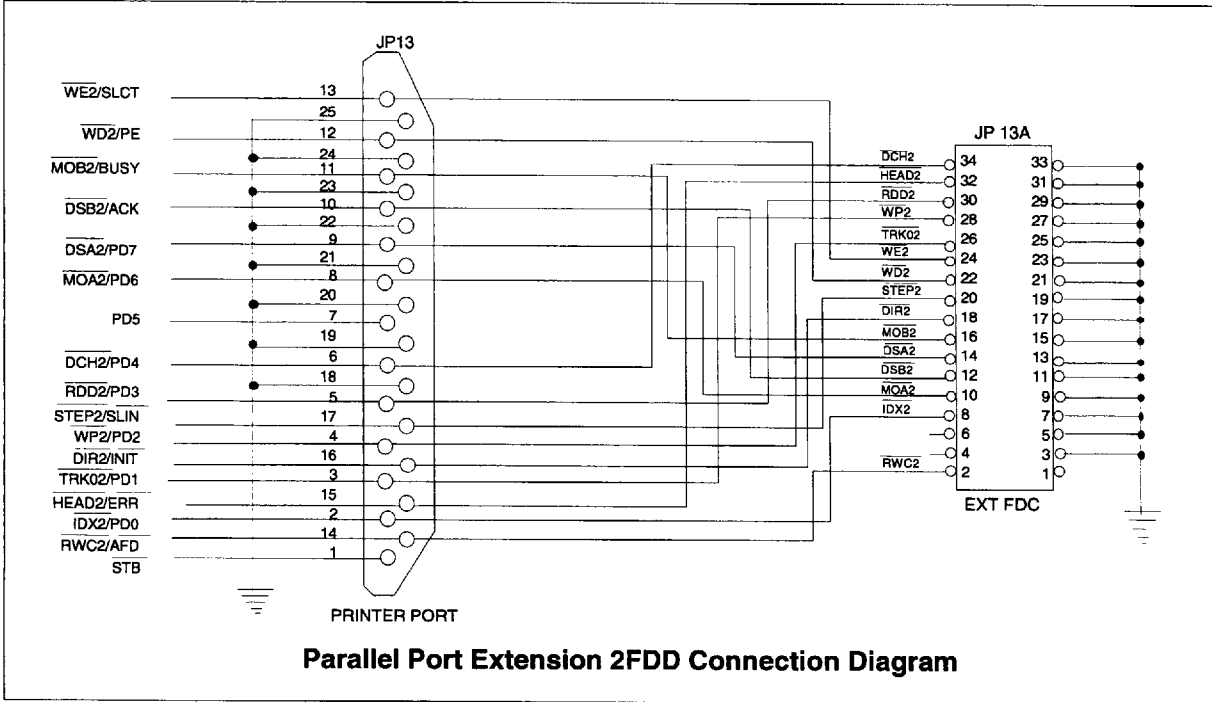 JP13
WE2/SLCT 13
25
WD2/PE 12
24
MOB2/BUSY 11
23
DSB2/ACK 10
22
DSA2/PD7 9
21
MOA2/PD6 8
20
PD5 7
19
DCH2/PD4 6
18
RDD2/PD3 5
STEP2/SLIN 17
WP2/PD2 4
DIR2/INIT 16
TRK02/PD1 3
HEAD2/ERR 15
IDX2/PD0 2
RWC2/AFD 14
STB 1
PRINTER PORT
JP 13A
DCH2 34 33
HEAD2 32 31
RDD2 30 29
WP2 28 27
TRK02 26 25
WE2 24 23
WD2 22 21
STEP2 20 19
DIR2 18 17
MOB2 16 15
DSA2 14 13
DSB2 12 11
MOA2 10 9
IDX2 8 7
6 5
4 3
RWC2 2 1
EXT FDC
Parallel Port Extension 2FDD Connection Diagram